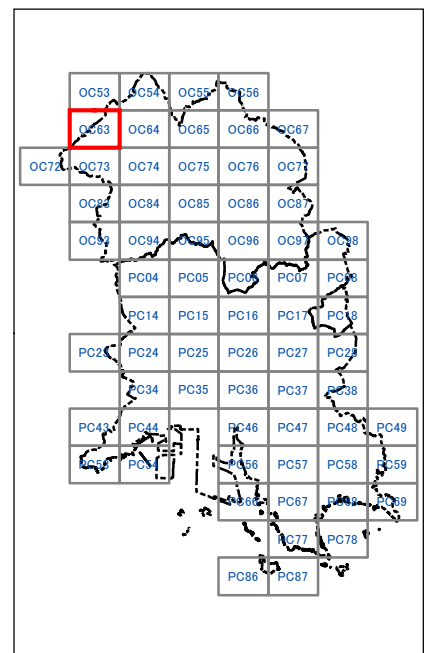 OC53 OC54 OC55 OC56
OC63 OC64 OC65 OC66 OC67
OC72 OC73 OC74 OC75 OC76 OC77
OC83 OC84 OC85 OC86 OC87
OC93 OC94 OC95 OC96 OC97 OC98
PC04 PC05 PC06 PC07 PC08
PC14 PC15 PC16 PC17 PC18
PC23 PC24 PC25 PC26 PC27 PC28
PC34 PC35 PC36 PC37 PC38
PC43 PC44 PC46 PC47 PC48 PC49
PC53 PC54 PC56 PC57 PC58 PC59
PC66 PC67 PC68 PC69
PC77 PC78
PC86 PC87